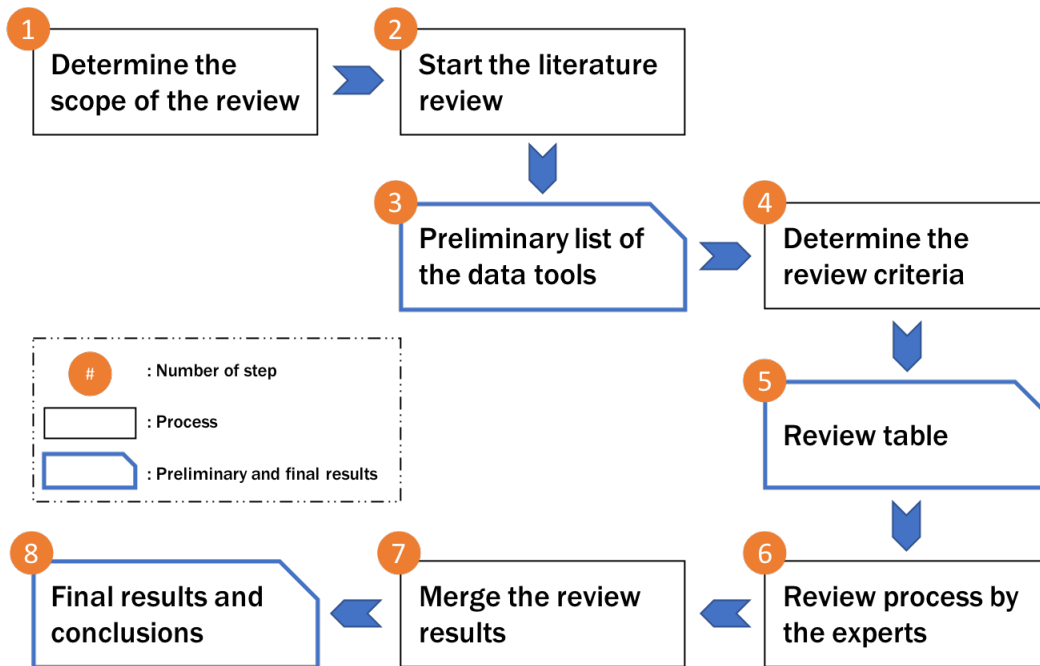 1
Determine the
scope of the review
2
Start the literature
review
3
Preliminary list of
the data tools
4
Determine the
review criteria
#
: Number of step
: Process
: Preliminary and final results
5
Review table
6
Review process by
the experts
7
Merge the review
results
8
Final results and
conclusions